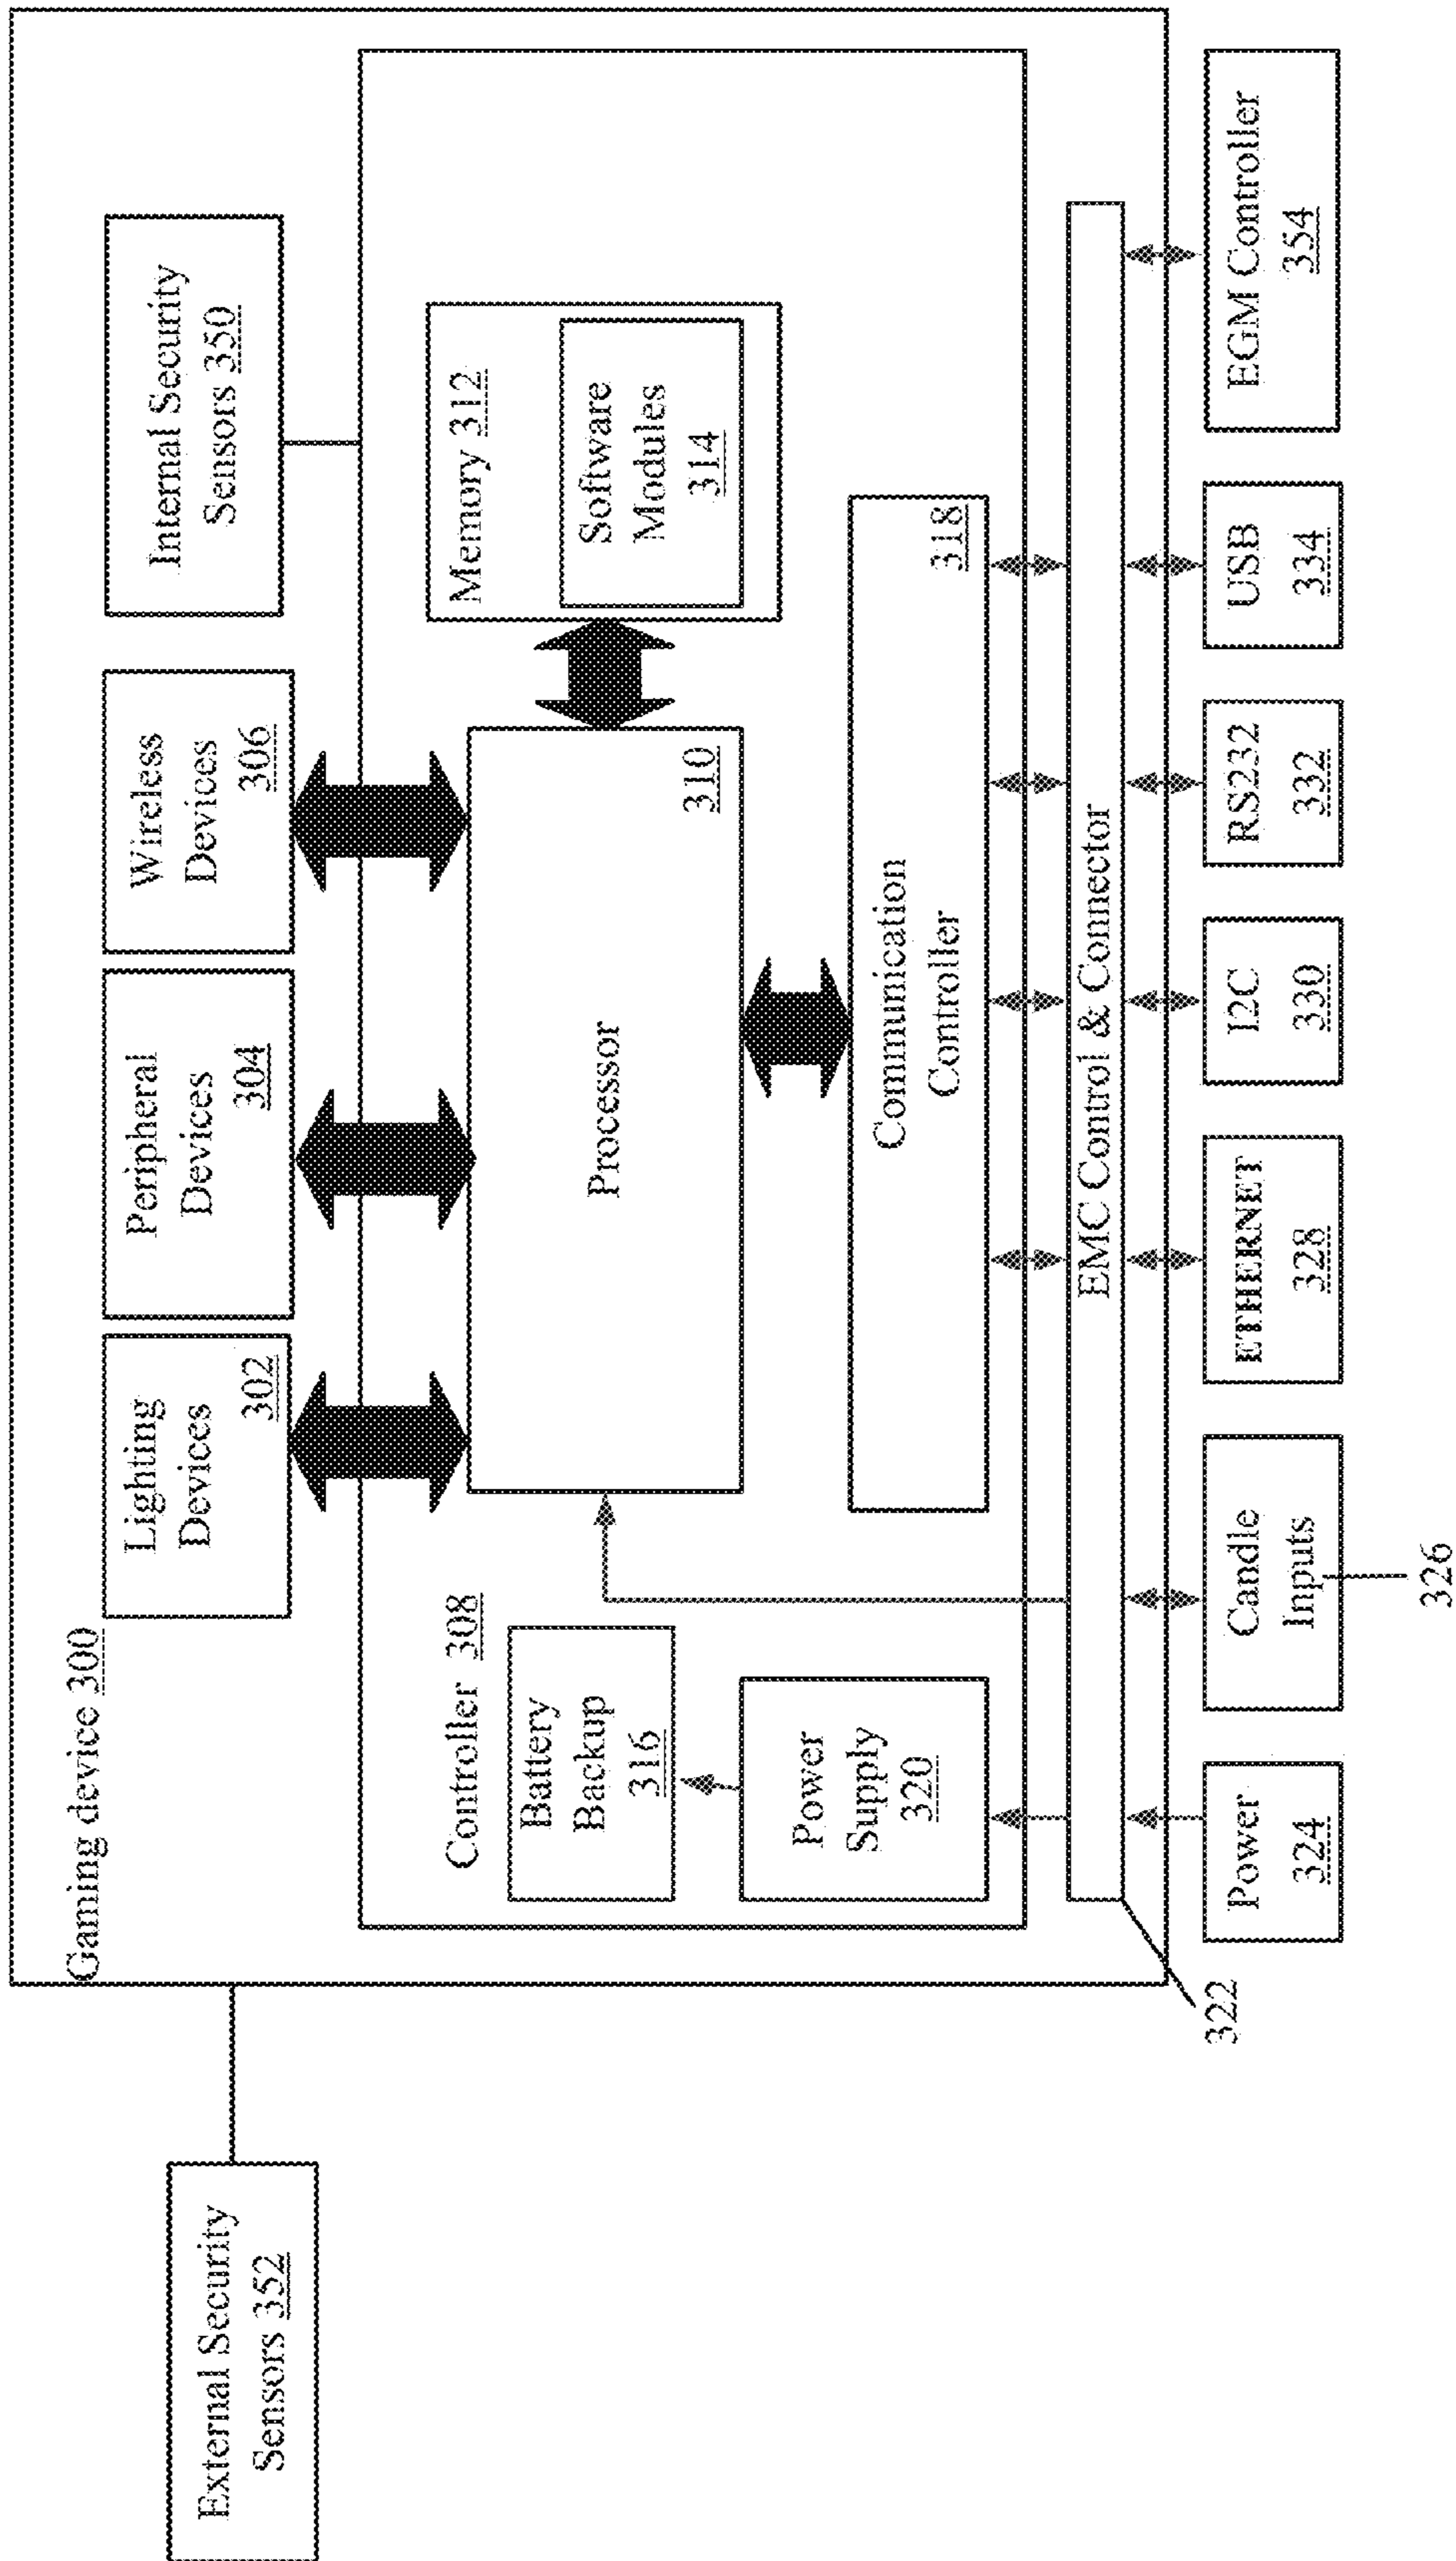 Gaming device 300
External Security
Sensors 352
Lighting
Devices
302
Peripheral
Devices
304
Wireless
Devices
306
Internal Security
Sensors 350
Controller 308
Battery
Backup
316
Power
Supply
320
Processor
310
Memory 312
Software
Modules
314
Communication
Controller
318
EMC Control & Connector
322
Power
324
Candle
Inputs
326
ETHERNET
328
I2C
330
RS232
332
USB
334
EGM Controller
354